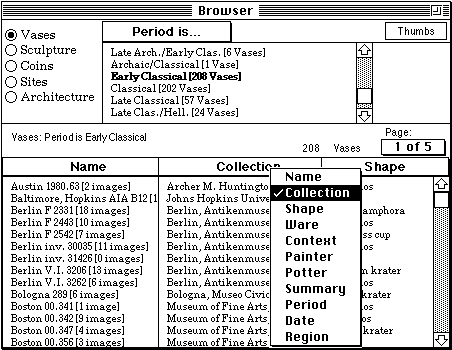 Browser
Vases
Sculpture
Coins
Sites
Architecture
Period is...
Thumbs
Late Arch./Early Clas. [6 Vases]
Archaic/Classical [1 Vase]
Early Classical [208 Vases]
Classical [202 Vases]
Late Classical [57 Vases]
Late Clas./Hell. [24 Vases]
Vases: Period is Early Classical
208 Vases
Page:
1 of 5
Name Collection Shape
Austin 1980.63 [2 images] Archer M. Huntingto
Baltimore, Hopkins AIA B12 [1 Johns Hopkins Unive
Berlin F 2331 [18 images] Berlin, Antikenmuse amphora
Berlin F 2443 [10 images] Berlin, Antikenmuse os
Berlin F 2542 [7 images] Berlin, Antikenmuse ss cup
Berlin inv. 30035 [11 images] Berlin, Antikenmuse os
Berlin inv. 31426 [0 images] Berlin, Antikenmuse os
Berlin V.I. 3206 [13 images] Berlin, Antikenmuse krater
Berlin V.I. 3262 [6 images] Berlin, Antikenmuse
Bologna 289 [6 images] Bologna, Museo Civic
Boston 00.341 [1 image] Museum of Fine Arts os
Boston 00.342 [9 images] Museum of Fine Arts os
Boston 00.347 [4 images] Museum of Fine Arts krater
Boston 00.356 [3 images] Museum of Fine Arts os
Name
✓Collection
Shape
Ware
Context
Painter
Potter
Summary
Period
Date
Region